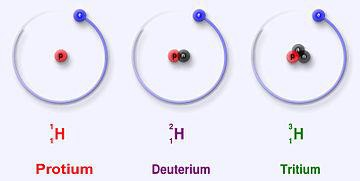 e e e
p p n p n n
¹₁H ²₁H ³₁H
Protium Deuterium Tritium